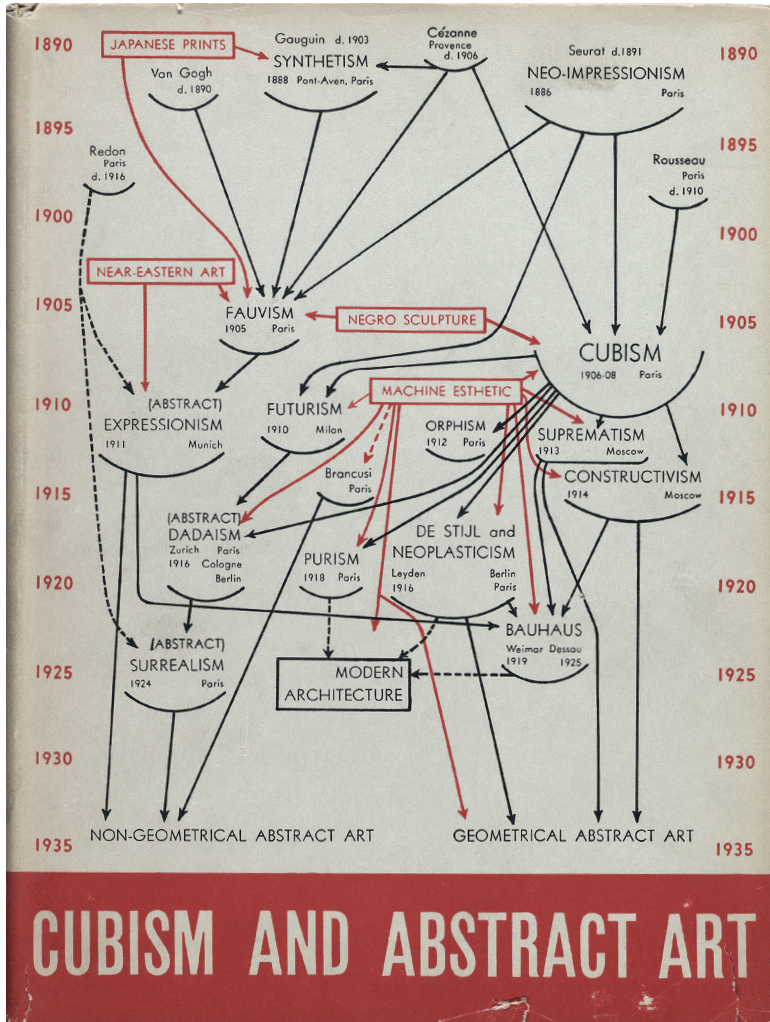 1890
JAPANESE PRINTS
Gauguin d. 1903
SYNTHETISM
1888 Pont-Aven, Paris
Cézanne
Provence
d. 1906
Seurat d.1891
NEO-IMPRESSIONISM
1886 Paris
1890
Van Gogh
d. 1890
1895
1895
Redon
Paris
d. 1916
Rousseau
Paris
d. 1910
1900
1900
NEAR-EASTERN ART
1905
FAUVISM
1905 Paris
NEGRO SCULPTURE
1905
CUBISM
1906-08 Paris
1910
(ABSTRACT)
EXPRESSIONISM
1911 Munich
FUTURISM
1910 Milan
MACHINE ESTHETIC
1910
ORPHISM
1912 Paris
SUPREMATISM
1913 Moscow
Brancusi
Paris
CONSTRUCTIVISM
1914 Moscow
1915
1915
(ABSTRACT)
DADAISM
Zurich Paris
1916 Cologne
Berlin
PURISM
1918 Paris
DE STIJL and
NEOPLASTICISM
Leyden Berlin
1916 Paris
1920
1920
BAUHAUS
Weimar Dessau
1919 1925
(ABSTRACT)
SURREALISM
1924 Paris
MODERN
ARCHITECTURE
1925
1925
1930
1930
NON-GEOMETRICAL ABSTRACT ART
GEOMETRICAL ABSTRACT ART
1935
1935
CUBISM AND ABSTRACT ART